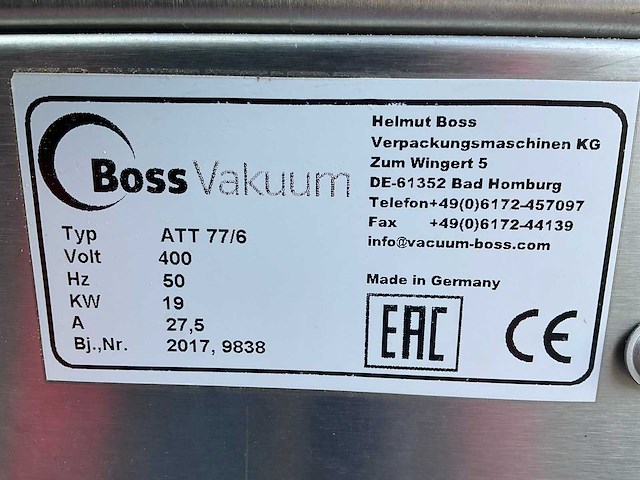 Boss Vakuum
Typ ATT 77/6
Volt 400
Hz 50
KW 19
A 27,5
Bj.,Nr. 2017, 9838
Helmut Boss
Verpackungsmaschinen KG
Zum Wingert 5
DE-61352 Bad Homburg
Telefon+49(0)6172-457097
Fax +49(0)6172-44139
info@vacuum-boss.com
Made in Germany
EAC CE